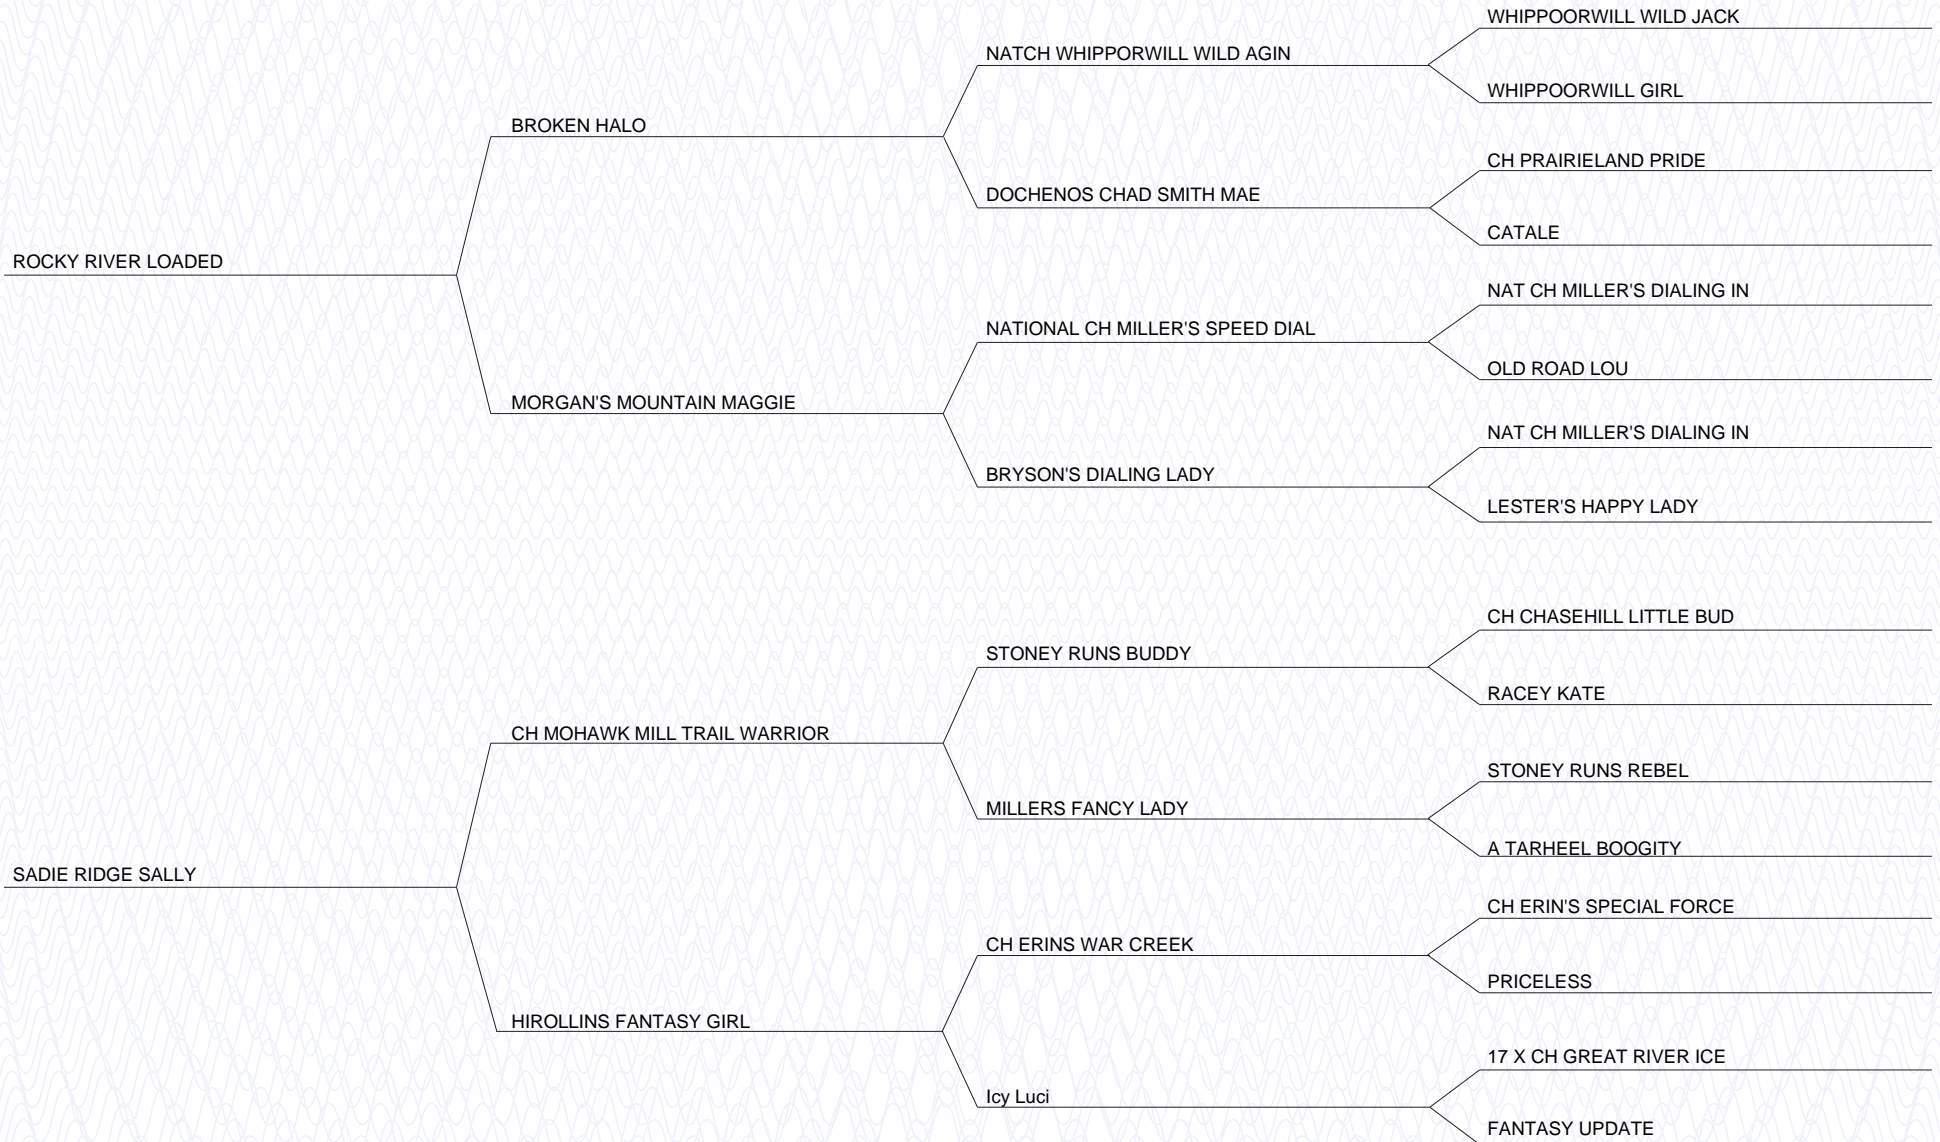 WHIPPOORWILL WILD JACK
NATCH WHIPPORWILL WILD AGIN
WHIPPOORWILL GIRL
BROKEN HALO
CH PRAIRIELAND PRIDE
DOCHENOS CHAD SMITH MAE
CATALE
ROCKY RIVER LOADED
NAT CH MILLER'S DIALING IN
NATIONAL CH MILLER'S SPEED DIAL
OLD ROAD LOU
MORGAN'S MOUNTAIN MAGGIE
NAT CH MILLER'S DIALING IN
BRYSON'S DIALING LADY
LESTER'S HAPPY LADY
CH CHASEHILL LITTLE BUD
STONEY RUNS BUDDY
RACEY KATE
CH MOHAWK MILL TRAIL WARRIOR
STONEY RUNS REBEL
MILLERS FANCY LADY
A TARHEEL BOOGITY
SADIE RIDGE SALLY
CH ERIN'S SPECIAL FORCE
CH ERINS WAR CREEK
PRICELESS
HIROLLINS FANTASY GIRL
17 X CH GREAT RIVER ICE
Icy Luci
FANTASY UPDATE